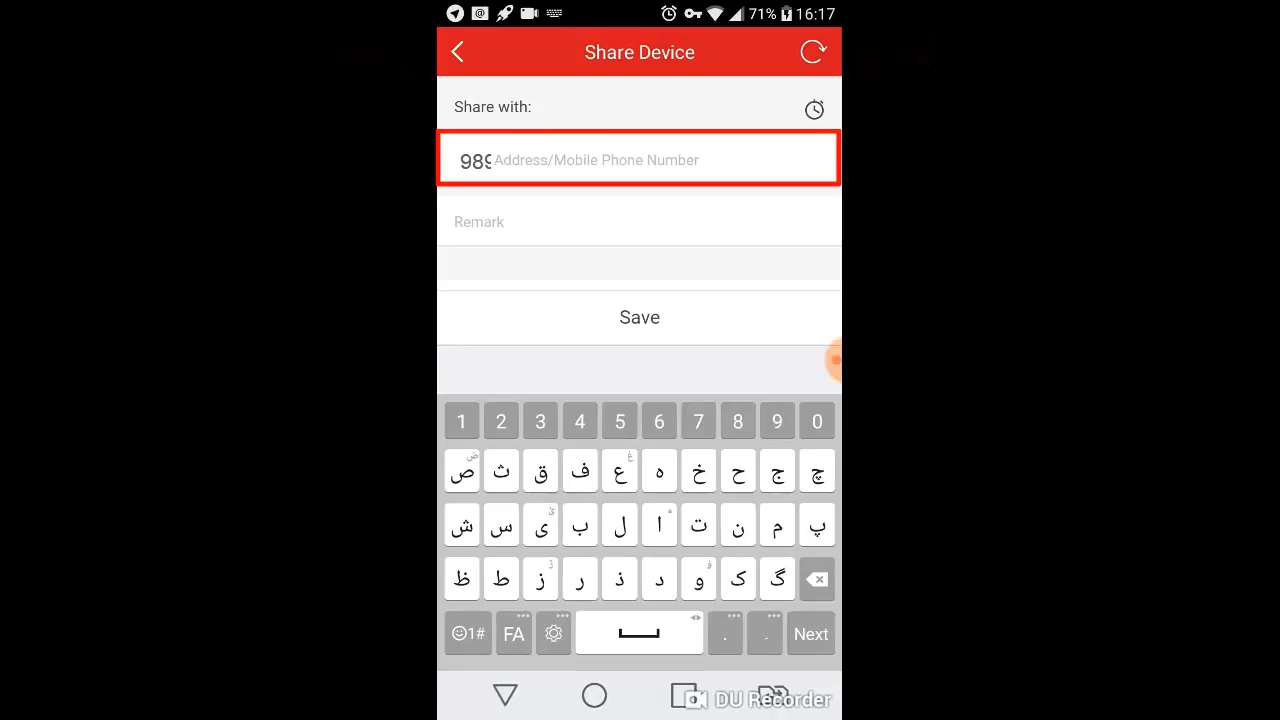 71% 16:17
Share Device
Share with:
989 Address/Mobile Phone Number
Remark
Save
1 2 3 4 5 6 7 8 9 0
ض غ
ص ث ق ف ع ه خ ح ج چ
ش س ی ب ل ا ت ن م پ
ظ ط ز ر ذ د و ک گ
1# FA . Next
DU Recorder